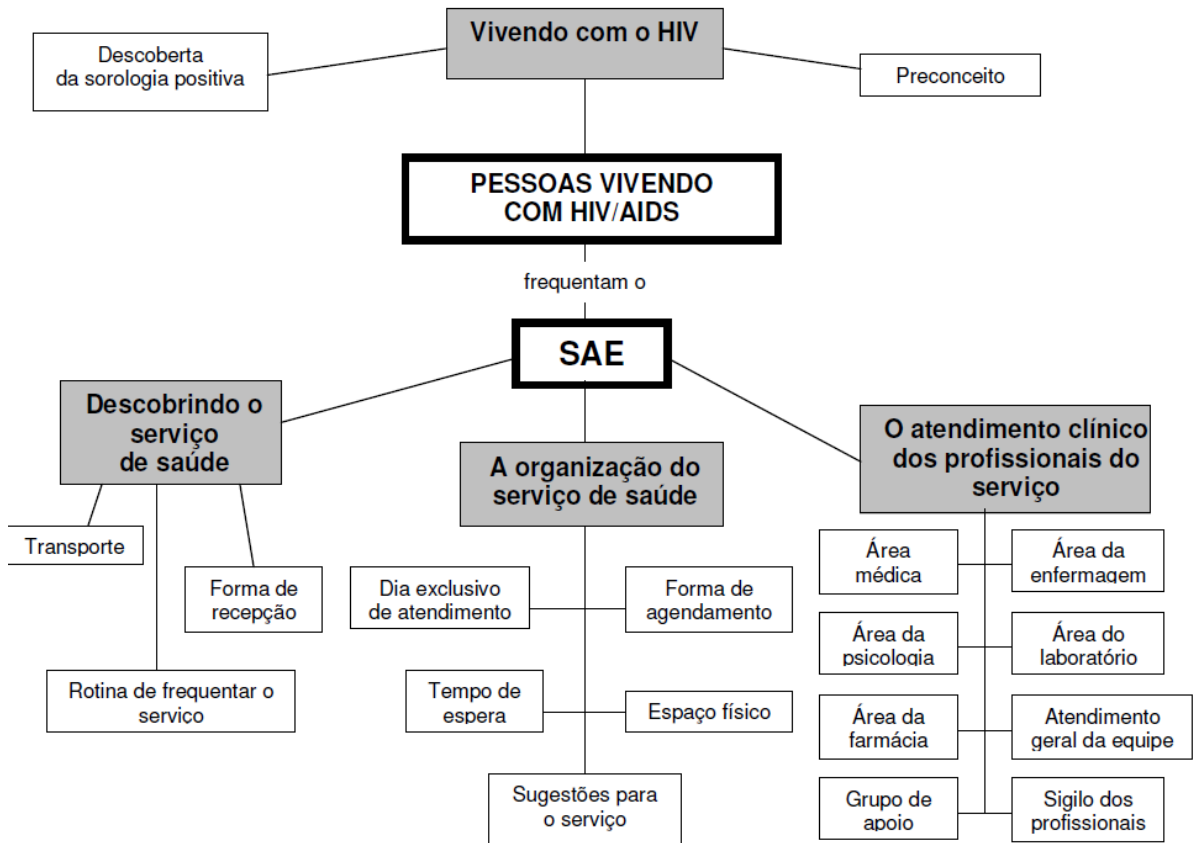 Vivendo com o HIV
Descoberta
da sorologia positiva
Preconceito
PESSOAS VIVENDO
COM HIV/AIDS
frequentam o
SAE
Descobrindo o
serviço
de saúde
A organização do
serviço de saúde
O atendimento clínico
dos profissionais do
serviço
Transporte
Forma de
recepção
Rotina de frequentar o
serviço
Dia exclusivo
de atendimento
Forma de
agendamento
Tempo de
espera
Espaço físico
Sugestões para
o serviço
Área
médica
Área da
enfermagem
Área da
psicologia
Área do
laboratório
Área da
farmácia
Atendimento
geral da equipe
Grupo de
apoio
Sigilo dos
profissionais